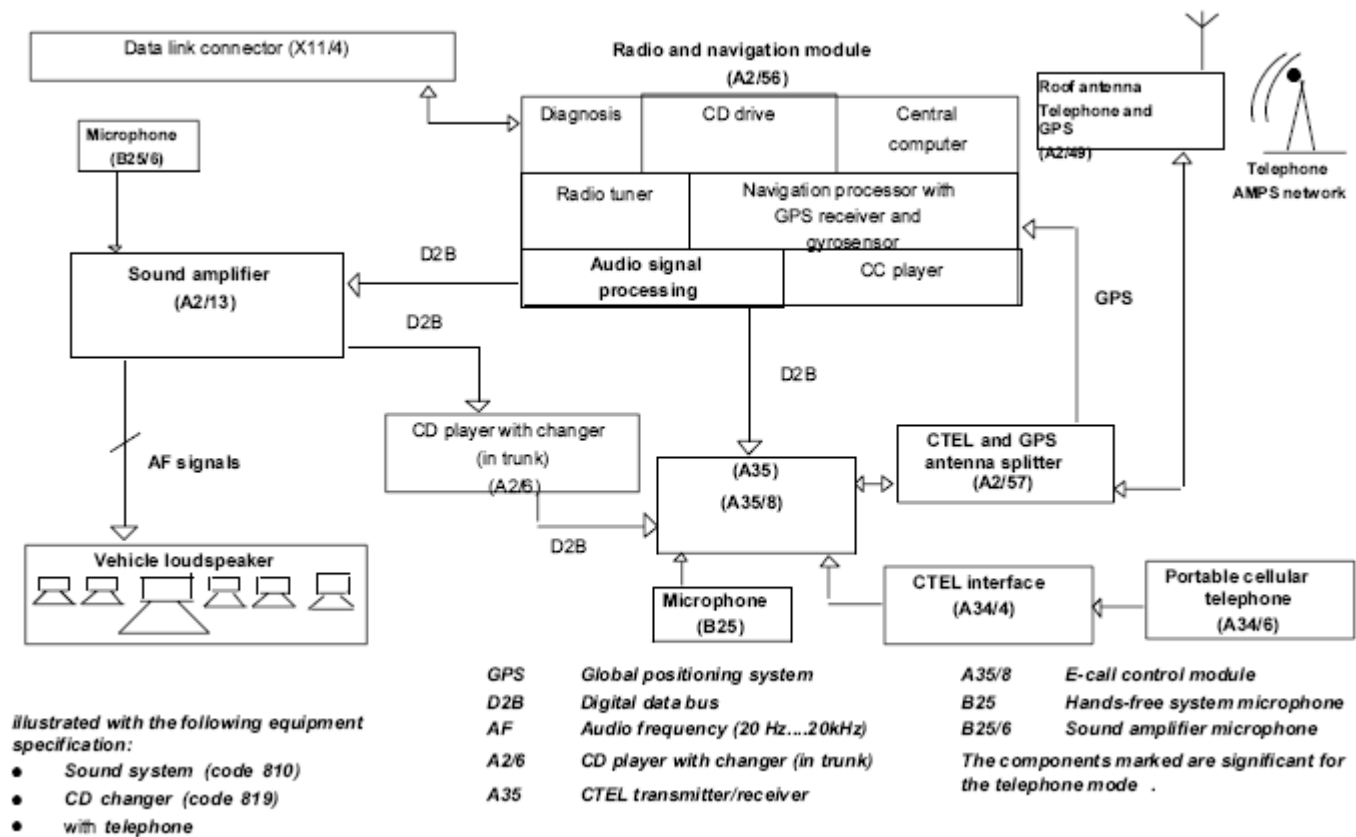 Data link connector (X11/4)
Radio and navigation module
(A2/56)
Roof antenna
Telephone and
GPS
(A2/49)
Telephone
AMPS network
Microphone
(B25/6)
Diagnosis
CD drive
Central
computer
Radio tuner
Navigation processor with
GPS receiver and
gyrosensor
Audio signal
processing
CC player
D2B
Sound amplifier
(A2/13)
D2B
GPS
D2B
CD player with changer
(in trunk)
(A2/6)
AF signals
(A35)
(A35/8)
CTEL and GPS
antenna splitter
(A2/57)
D2B
Vehicle loudspeaker
Microphone
(B25)
CTEL interface
(A34/4)
Portable cellular
telephone
(A34/6)
GPS Global positioning system
D2B Digital data bus
AF Audio frequency (20 Hz....20kHz)
A2/6 CD player with changer (in trunk)
A35 CTEL transmitter/receiver
A35/8 E-call control module
B25 Hands-free system microphone
B25/6 Sound amplifier microphone
The components marked are significant for
the telephone mode .
illustrated with the following equipment
specification:
● Sound system (code 810)
● CD changer (code 819)
● with telephone